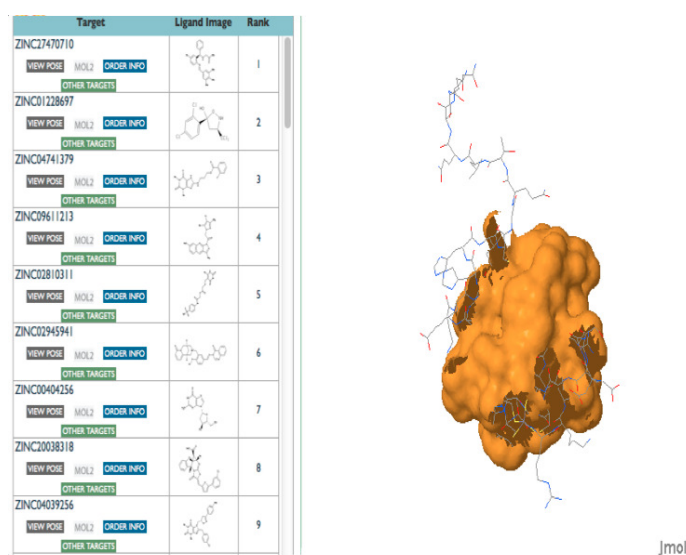 Target Ligand Image Rank
ZINC27470710
VIEW POSE MOL2 ORDER INFO 1
OTHER TARGETS
ZINC01228697
VIEW POSE MOL2 ORDER INFO 2
OTHER TARGETS
ZINC04741379
VIEW POSE MOL2 ORDER INFO 3
OTHER TARGETS
ZINC09611213
VIEW POSE MOL2 ORDER INFO 4
OTHER TARGETS
ZINC02810311
VIEW POSE MOL2 ORDER INFO 5
OTHER TARGETS
ZINC02945941
VIEW POSE MOL2 ORDER INFO 6
OTHER TARGETS
ZINC00404256
VIEW POSE MOL2 ORDER INFO 7
OTHER TARGETS
ZINC20038318
VIEW POSE MOL2 ORDER INFO 8
OTHER TARGETS
ZINC04039256
VIEW POSE MOL2 ORDER INFO 9
OTHER TARGETS
Jmol